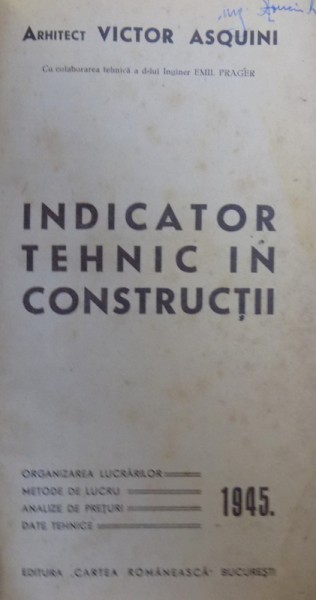 ARHITECT VICTOR ASQUINI
Cu colaborarea tehnică a d-lui Inginer EMIL PRAGER
INDICATOR
TEHNIC IN
CONSTRUCȚII
ORGANIZAREA LUCRĂRILOR
METODE DE LUCRU
ANALIZE DE PREȚURI
DATE TEHNICE
1945.
EDITURA „CARTEA ROMÂNEASCĂ” BUCUREȘTI